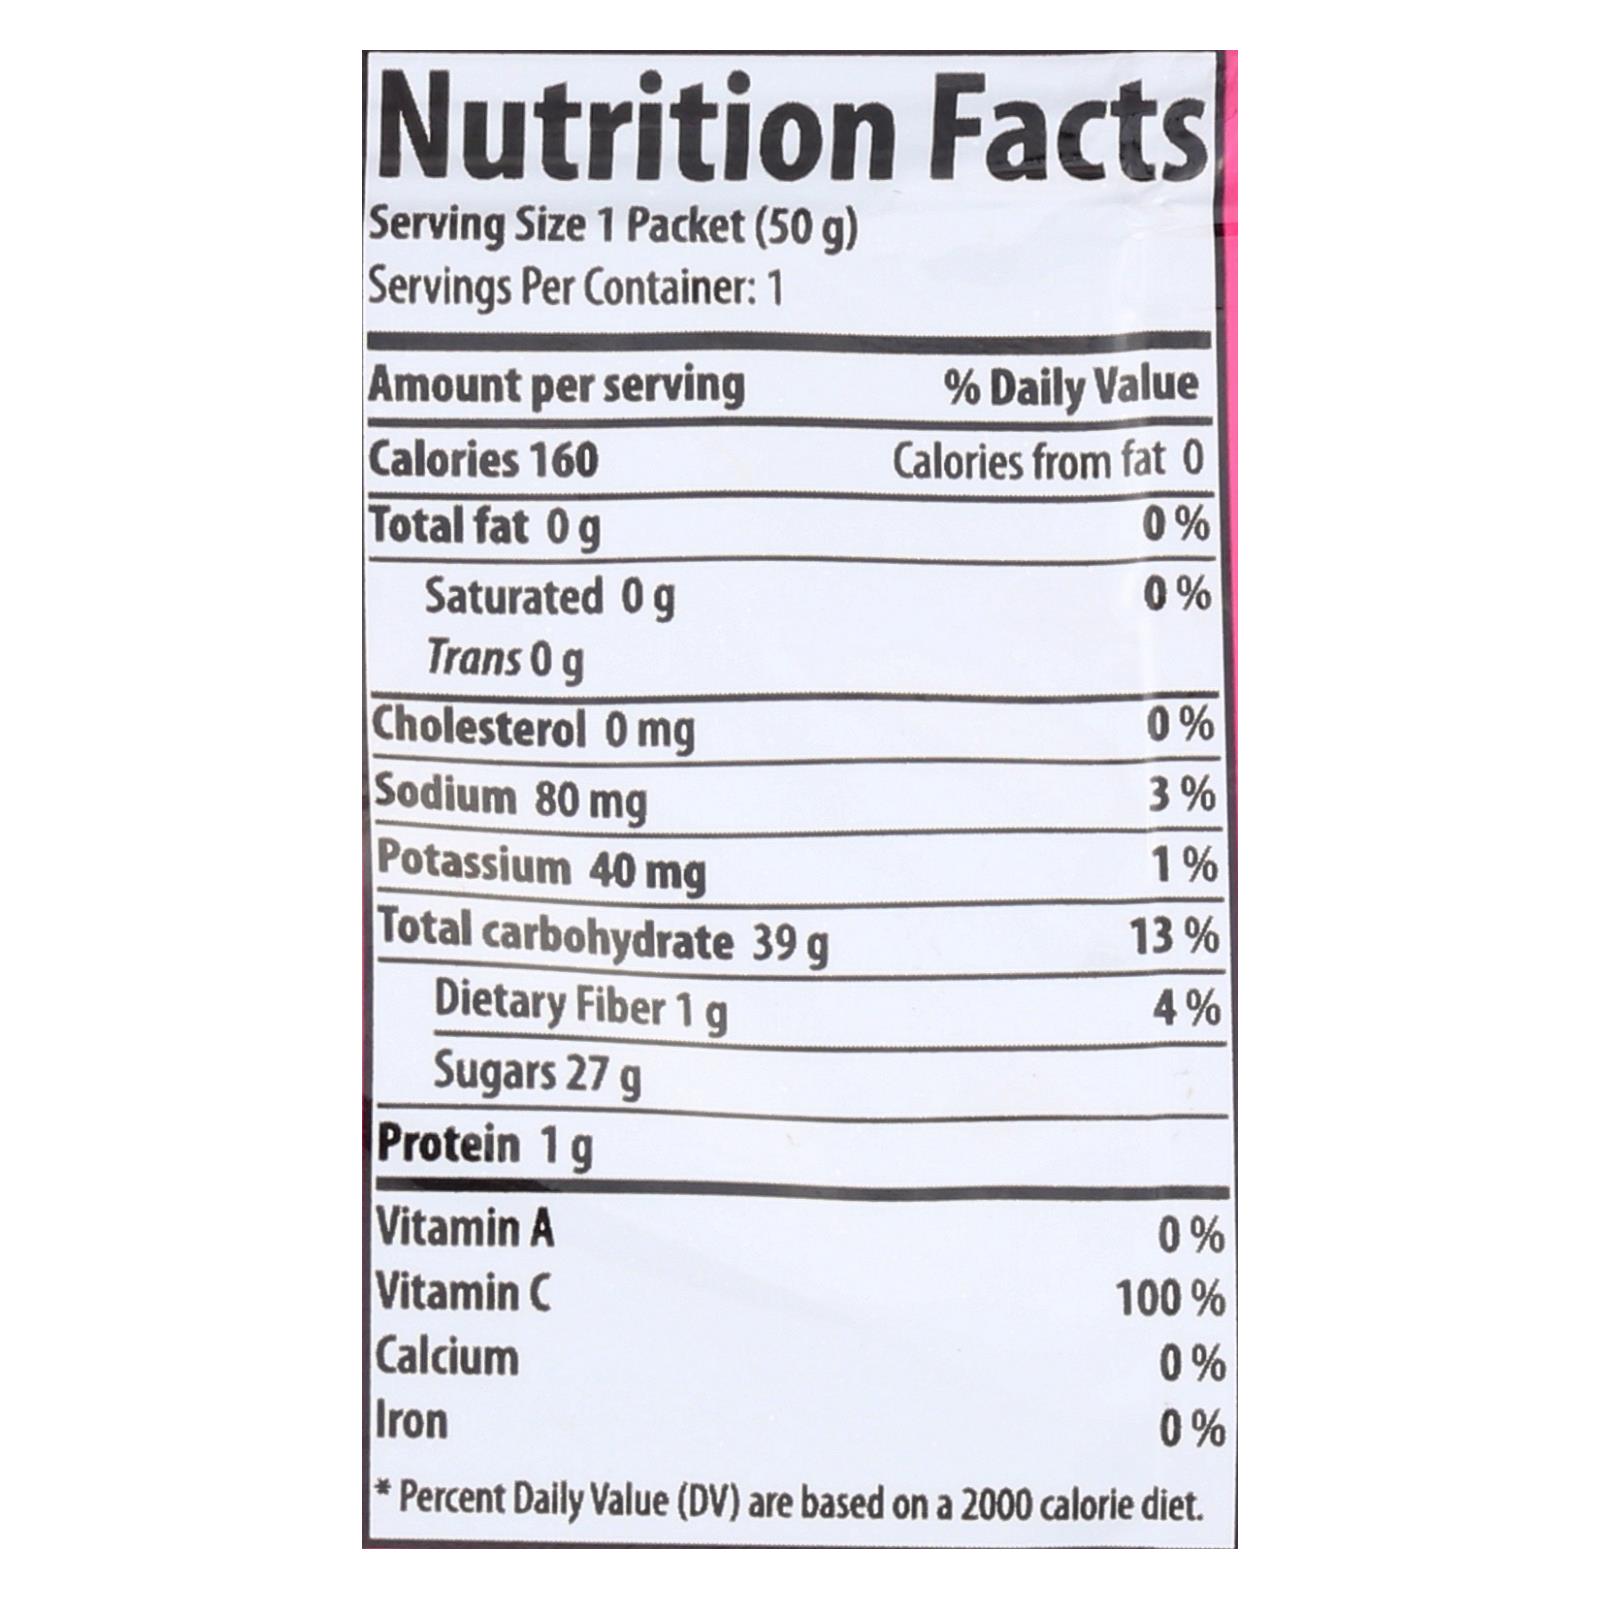 Nutrition Facts
Serving Size 1 Packet (50 g)
Servings Per Container: 1
Amount per serving % Daily Value
Calories 160 Calories from fat 0
Total fat 0 g 0 %
Saturated 0 g 0 %
Trans 0 g
Cholesterol 0 mg 0 %
Sodium 80 mg 3 %
Potassium 40 mg 1 %
Total carbohydrate 39 g 13 %
Dietary Fiber 1 g 4 %
Sugars 27 g
Protein 1 g
Vitamin A 0 %
Vitamin C 100 %
Calcium 0 %
Iron 0 %
* Percent Daily Value (DV) are based on a 2000 calorie diet.